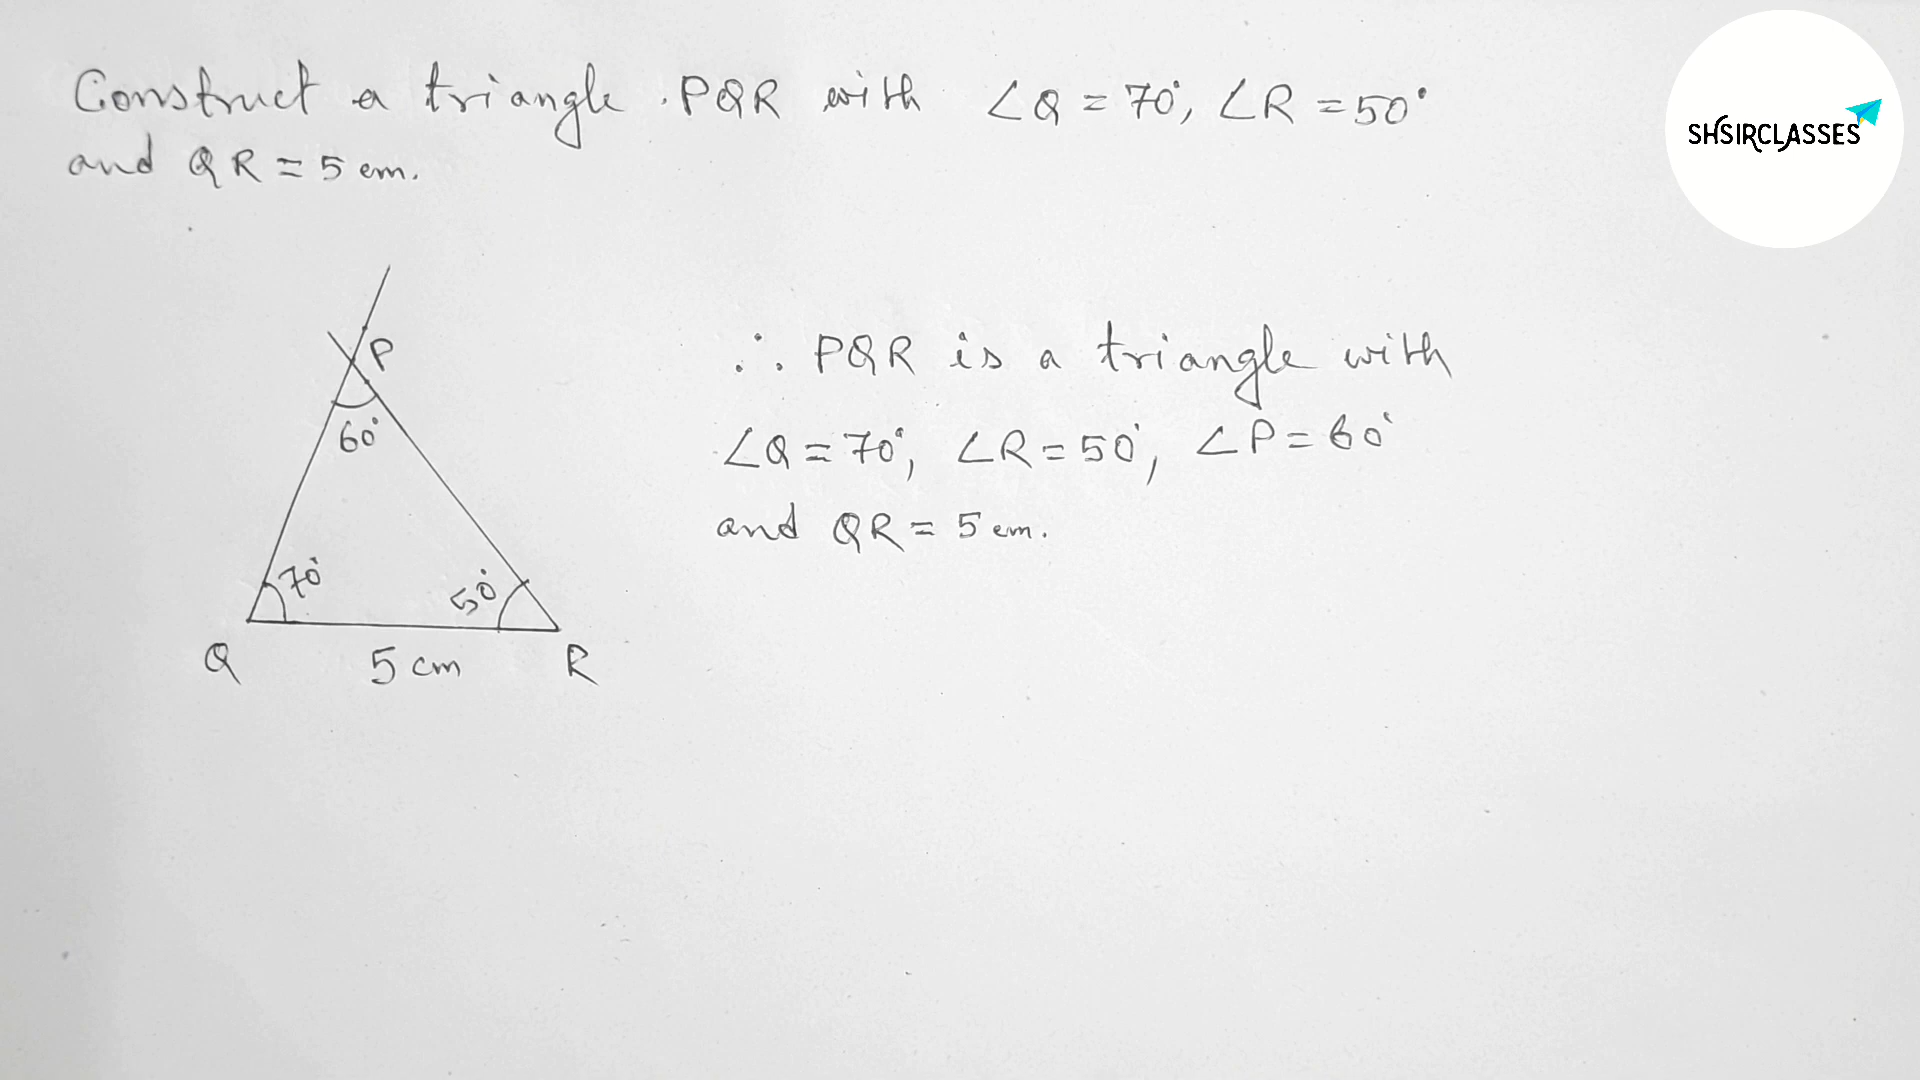 Construct a triangle PQR with ∠Q = 70°, ∠R = 50°
and QR = 5 cm.
SHSIRCLASSES
P
60°
70°
50°
Q
5 cm
R
∴ PQR is a triangle with
∠Q = 70°, ∠R = 50°, ∠P = 60°
and QR = 5 cm.